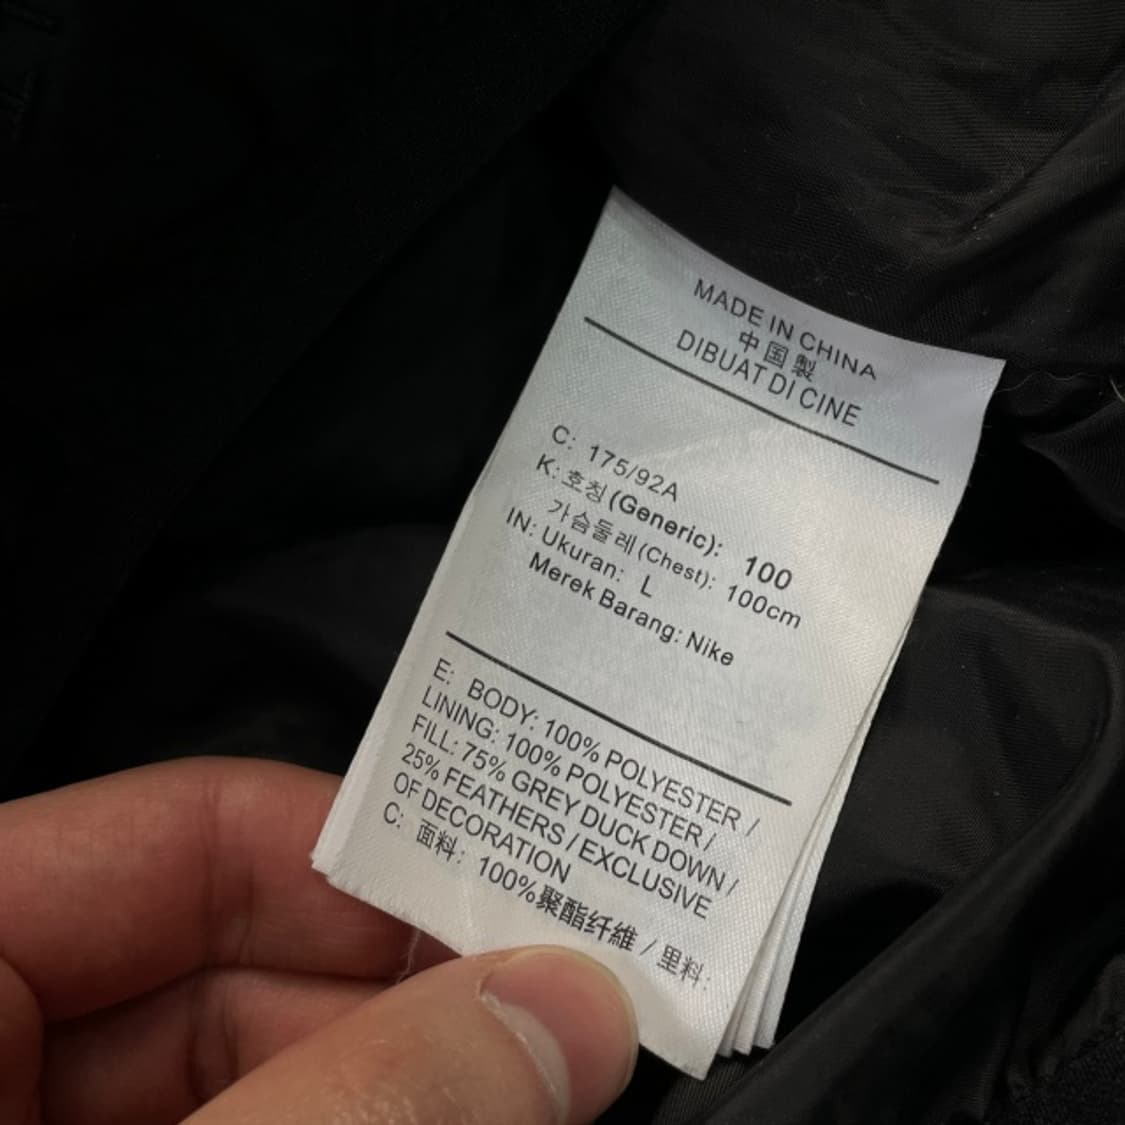 MADE IN CHINA
中国製
DIBUAT DI CINE
C: 175/92A
K: 호칭(Generic): 100
가슴둘레(Chest): 100cm
IN: Ukuran: L
Merek Barang: Nike
E: BODY: 100% POLYESTER /
LINING: 100% POLYESTER /
FILL: 75% GREY DUCK DOWN /
25% FEATHERS / EXCLUSIVE
OF DECORATION
C: 面料: 100%聚酯纤維 / 里料: